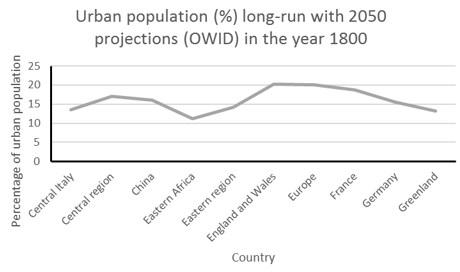 Urban population (%) long-run with 2050
projections (OWID) in the year 1800
Percentage of urban population
25
20
15
10
5
0
Central Italy
Central region
China
Eastern Africa
Eastern region
England and Wales
Europe
France
Germany
Greenland
Country